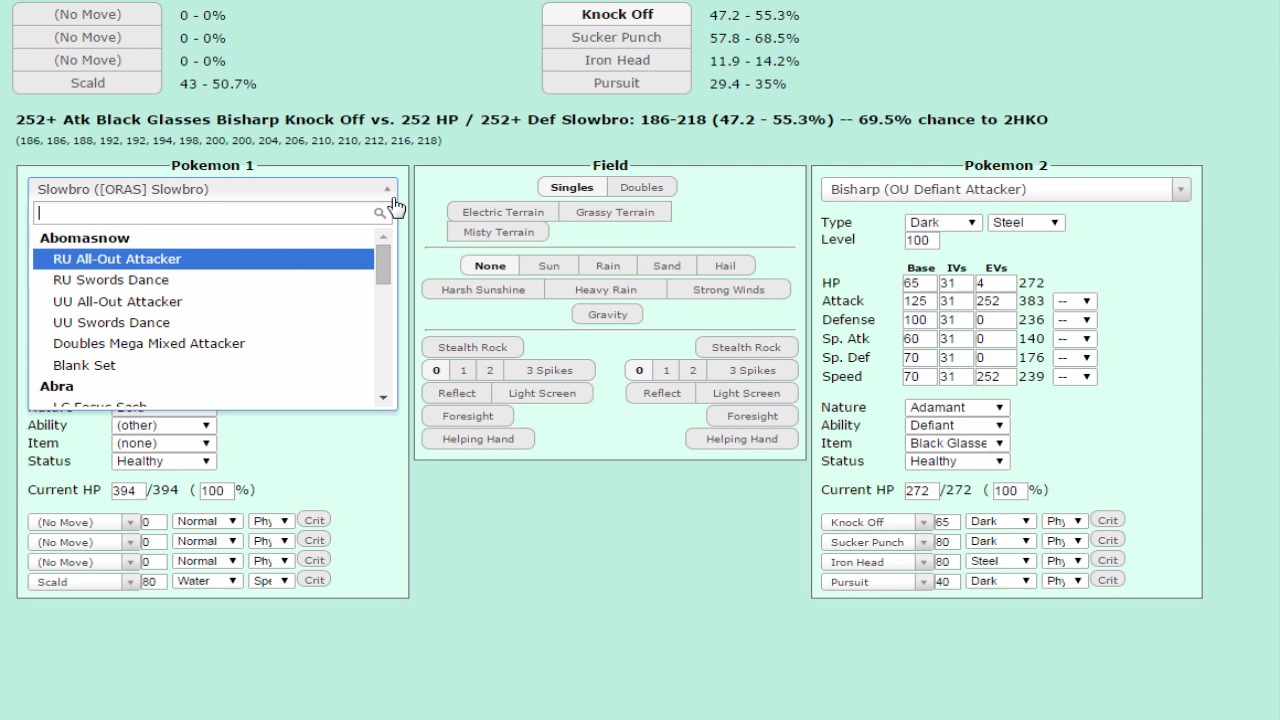 (No Move) 0 - 0% Knock Off 47.2 - 55.3%
(No Move) 0 - 0% Sucker Punch 57.8 - 68.5%
(No Move) 0 - 0% Iron Head 11.9 - 14.2%
Scald 43 - 50.7% Pursuit 29.4 - 35%
252+ Atk Black Glasses Bisharp Knock Off vs. 252 HP / 252+ Def Slowbro: 186-218 (47.2 - 55.3%) -- 69.5% chance to 2HKO
(186, 186, 188, 192, 192, 194, 198, 200, 200, 204, 206, 210, 210, 212, 216, 218)
Pokemon 1
Slowbro ([ORAS] Slowbro)
Abomasnow
RU All-Out Attacker
RU Swords Dance
UU All-Out Attacker
UU Swords Dance
Doubles Mega Mixed Attacker
Blank Set
Abra
LC Focus Sash
Ability (other)
Item (none)
Status Healthy
Current HP 394 /394 ( 100 %)
(No Move) 0 Normal Phy Crit
(No Move) 0 Normal Phy Crit
(No Move) 0 Normal Phy Crit
Scald 80 Water Spe Crit
Field
Singles Doubles
Electric Terrain Grassy Terrain
Misty Terrain
None Sun Rain Sand Hail
Harsh Sunshine Heavy Rain Strong Winds
Gravity
Stealth Rock Stealth Rock
0 1 2 3 Spikes 0 1 2 3 Spikes
Reflect Light Screen Reflect Light Screen
Foresight Foresight
Helping Hand Helping Hand
Pokemon 2
Bisharp (OU Defiant Attacker)
Type Dark Steel
Level 100
Base IVs EVs
HP 65 31 4 272
Attack 125 31 252 383 --
Defense 100 31 0 236 --
Sp. Atk 60 31 0 140 --
Sp. Def 70 31 0 176 --
Speed 70 31 252 239 --
Nature Adamant
Ability Defiant
Item Black Glasse
Status Healthy
Current HP 272 /272 ( 100 %)
Knock Off 65 Dark Phy Crit
Sucker Punch 80 Dark Phy Crit
Iron Head 80 Steel Phy Crit
Pursuit 40 Dark Phy Crit